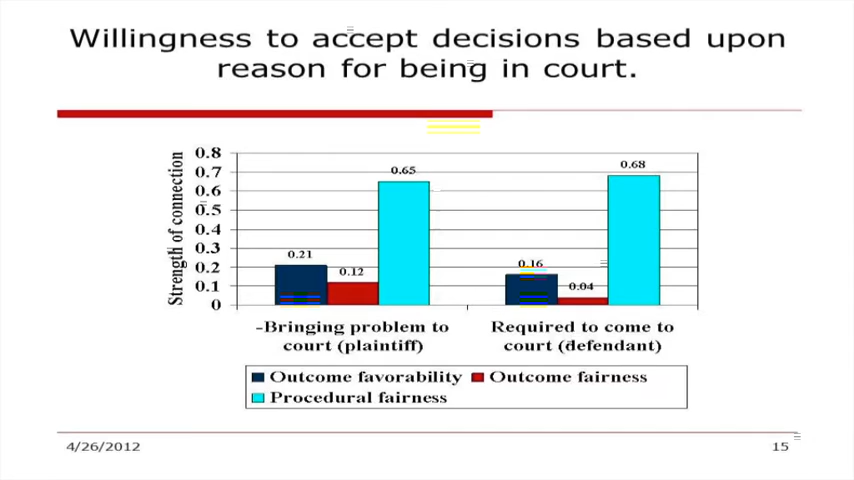 Willingness to accept decisions based upon
reason for being in court.
Strength of connection
0.8
0.7
0.6
0.5
0.4
0.3
0.2
0.1
0
0.21
0.12
0.65
0.16
0.04
0.68
-Bringing problem to
court (plaintiff)
Required to come to
court (defendant)
Outcome favorability
Outcome fairness
Procedural fairness
4/26/2012
15